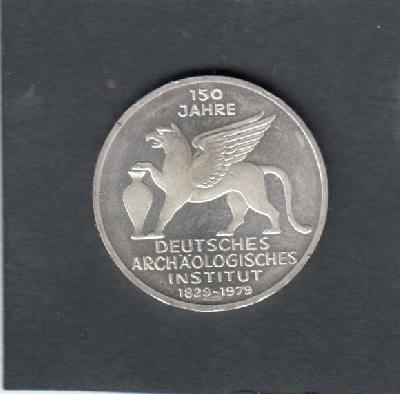 150
JAHRE
DEUTSCHES
ARCHÄOLOGISCHES
INSTITUT
1829-1979